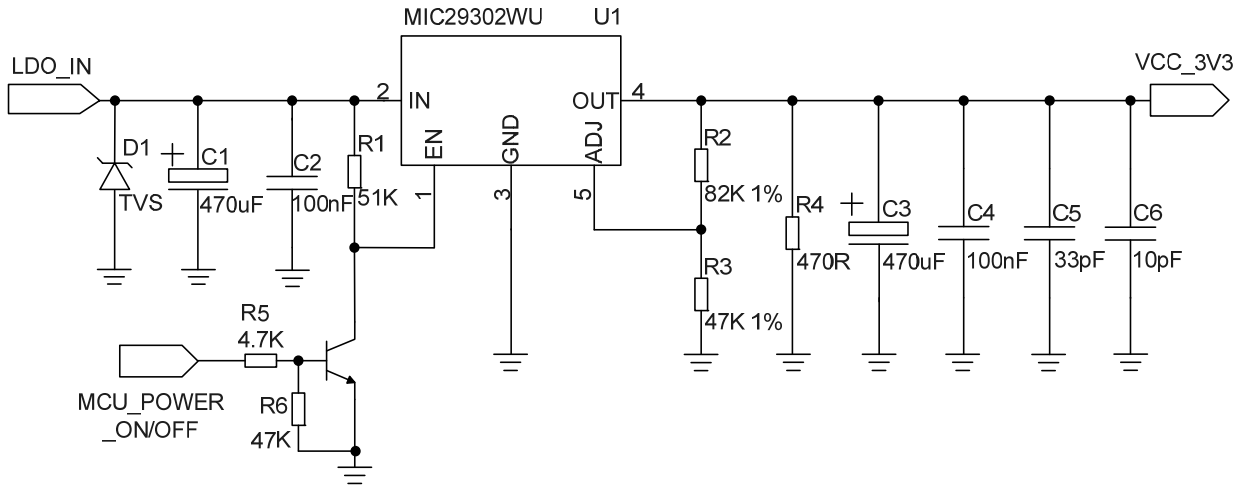 MIC29302WU U1
LDO_IN
VCC_3V3
2 IN
OUT 4
EN
GND
ADJ
1
3
5
D1
TVS
+ C1
470uF
C2
100nF
R1
51K
R2
82K 1%
R3
47K 1%
R4
470R
+ C3
470uF
C4
100nF
C5
33pF
C6
10pF
R5
4.7K
MCU_POWER
_ON/OFF
R6
47K